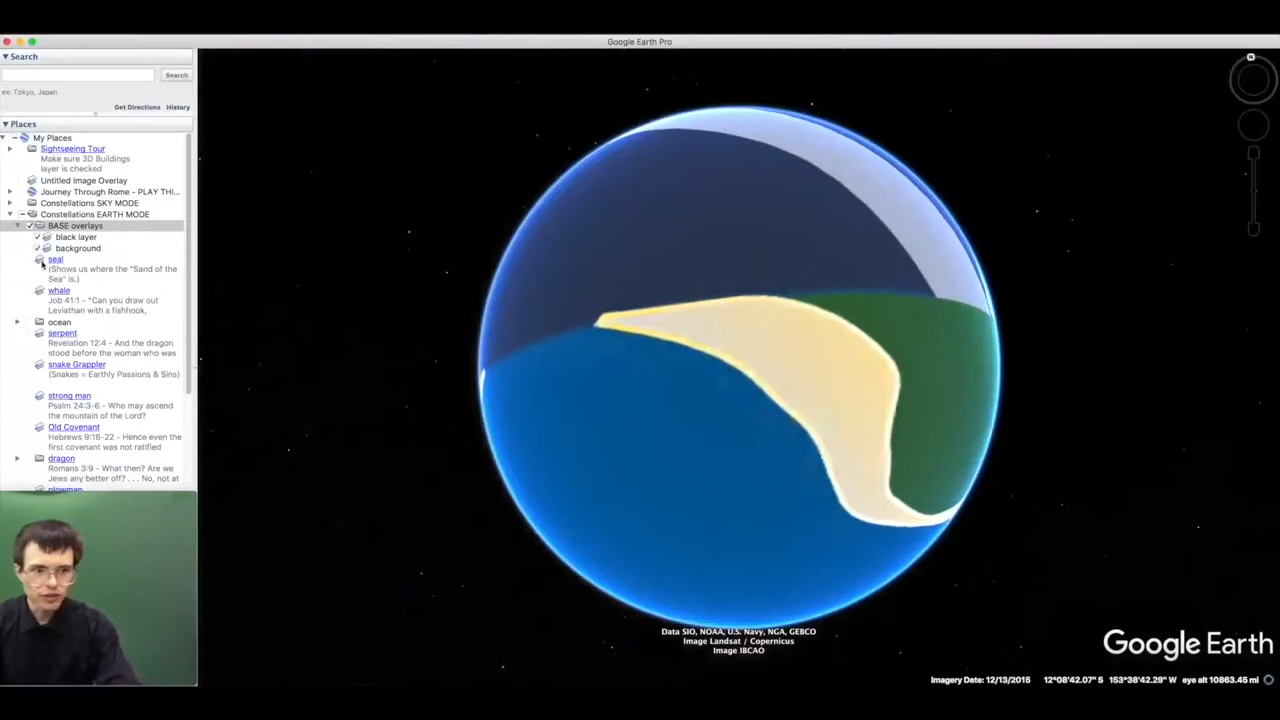 Google Earth Pro
Search
Search
ex: Tokyo, Japan
Get Directions History
Places
My Places
Sightseeing Tour
Make sure 3D Buildings
layer is checked
Untitled Image Overlay
Journey Through Rome - PLAY THI...
Constellations SKY MODE
Constellations EARTH MODE
BASE overlays
black layer
background
seal
(Shows us where the "Sand of the
Sea" is.)
whale
Job 41:1 - "Can you draw out
Leviathan with a fishhook,
ocean
serpent
Revelation 12:4 - And the dragon
stood before the woman who was
snake Grappler
(Snakes = Earthly Passions & Sins)
strong man
Psalm 24:3-6 - Who may ascend
the mountain of the Lord?
Old Covenant
Hebrews 9:18-22 - Hence even the
first covenant was not ratified
dragon
Romans 3:9 - What then? Are we
Jews any better off? . . . No, not at
plowman
Data SIO, NOAA, U.S. Navy, NGA, GEBCO
Image Landsat / Copernicus
Image IBCAO
Google Earth
Imagery Date: 12/13/2015 12°08'42.07" S 153°38'42.29" W eye alt 10863.45 mi
N